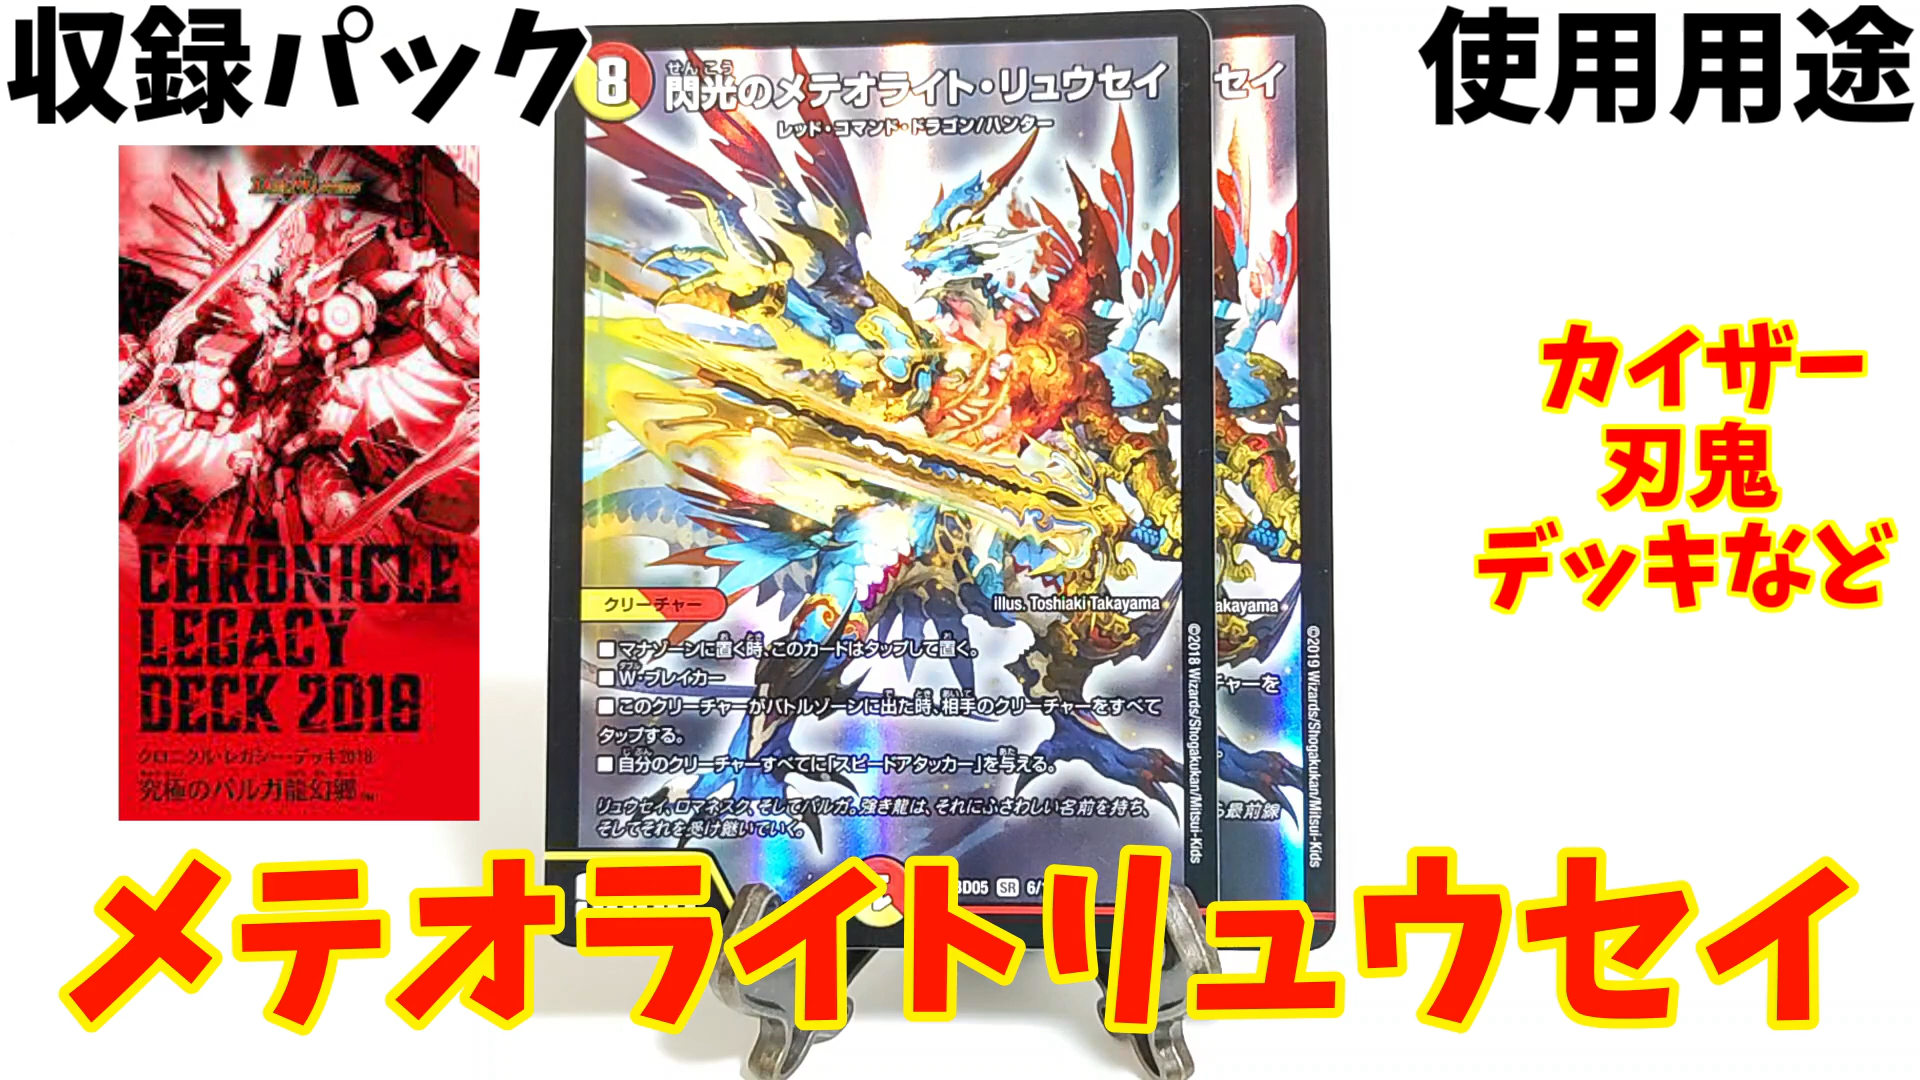 収録パック
使用用途
8
せんこう
閃光のメテオライト・リュウセイ
レッド・コマンド・ドラゴン/ハンター
セイ
カイザー
刃鬼
デッキなど
CHRONICLE
LEGACY
DECK 2018
クロニクル・レガシー・デッキ2018
究極のバルガ龍幻郷
クリーチャー
illus. Toshiaki Takayama
akayama
■マナゾーンに置く時、このカードはタップして置く。
■W・ブレイカー
■このクリーチャーがバトルゾーンに出た時、相手のクリーチャーをすべて
タップする。
■自分のクリーチャーすべてに「スピードアタッカー」を与える。
リュウセイ、ロマネスク、そしてバルガ。強き龍は、それにふさわしい名前を持ち、
そしてそれを受け継いでいく。
チャーを
ら最前線
©2018 Wizards/Shogakukan/Mitsui-Kids
©2019 Wizards/Shogakukan/Mitsui-Kids
BD05 SR 6/
メテオライトリュウセイ